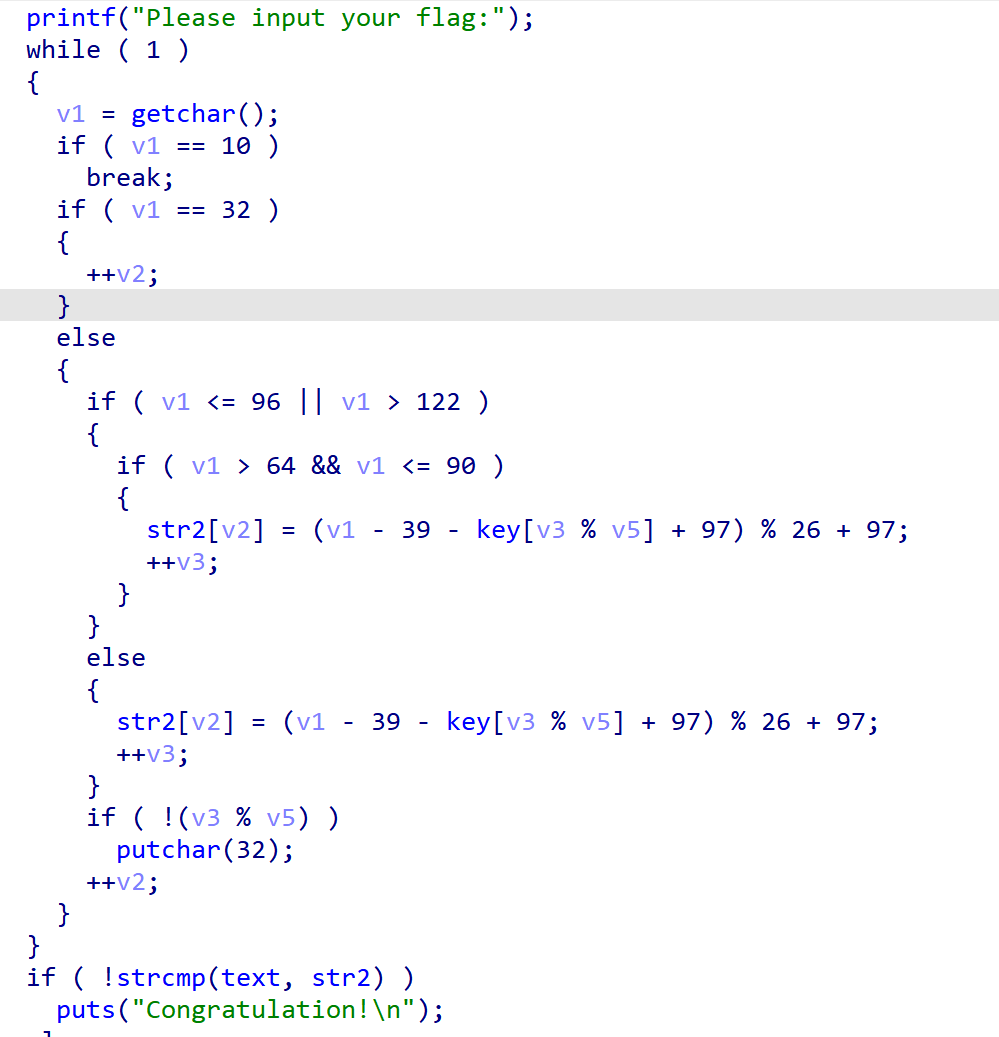 printf("Please input your flag:");
while ( 1 )
{
v1 = getchar();
if ( v1 == 10 )
break;
if ( v1 == 32 )
{
++v2;
}
else
{
if ( v1 <= 96 || v1 > 122 )
{
if ( v1 > 64 && v1 <= 90 )
{
str2[v2] = (v1 - 39 - key[v3 % v5] + 97) % 26 + 97;
++v3;
}
}
else
{
str2[v2] = (v1 - 39 - key[v3 % v5] + 97) % 26 + 97;
++v3;
}
if ( !(v3 % v5) )
putchar(32);
++v2;
}
}
if ( !strcmp(text, str2) )
puts("Congratulation!\n");